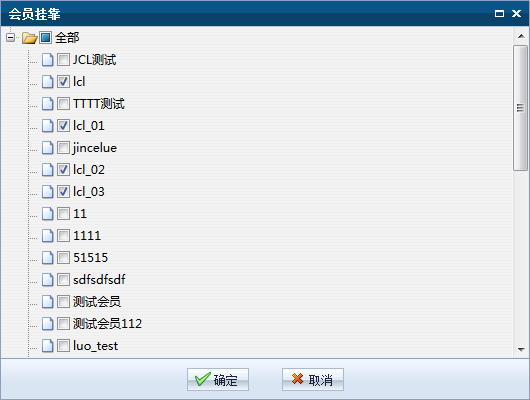 会员挂靠
全部
JCL测试
lcl
TTTT测试
lcl_01
jincelue
lcl_02
lcl_03
11
1111
51515
sdfsdfsdf
测试会员
测试会员112
luo_test
确定 取消